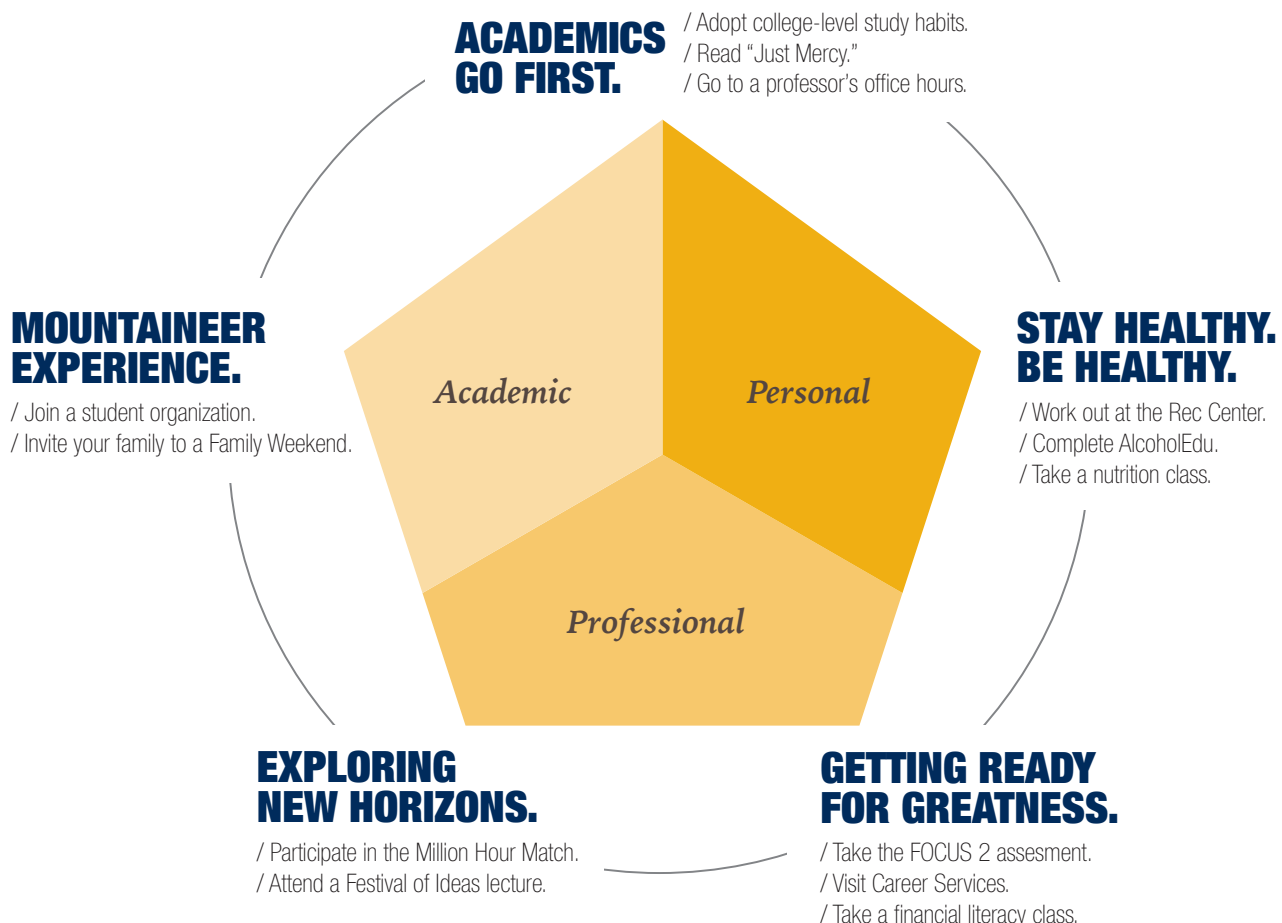 ACADEMICS
GO FIRST.
/ Adopt college-level study habits.
/ Read “Just Mercy.”
/ Go to a professor’s office hours.
MOUNTAINEER
EXPERIENCE.
/ Join a student organization.
/ Invite your family to a Family Weekend.
Academic
Personal
Professional
STAY HEALTHY.
BE HEALTHY.
/ Work out at the Rec Center.
/ Complete AlcoholEdu.
/ Take a nutrition class.
EXPLORING
NEW HORIZONS.
/ Participate in the Million Hour Match.
/ Attend a Festival of Ideas lecture.
GETTING READY
FOR GREATNESS.
/ Take the FOCUS 2 assesment.
/ Visit Career Services.
/ Take a financial literacy class.